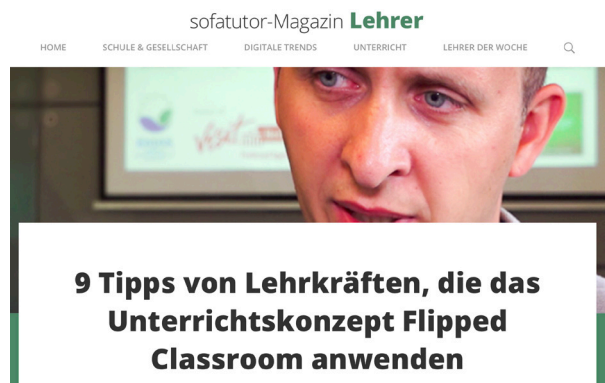 sofatutor-Magazin Lehrer
HOME SCHULE & GESELLSCHAFT DIGITALE TRENDS UNTERRICHT LEHRER DER WOCHE
9 Tipps von Lehrkräften, die das
Unterrichtskonzept Flipped
Classroom anwenden